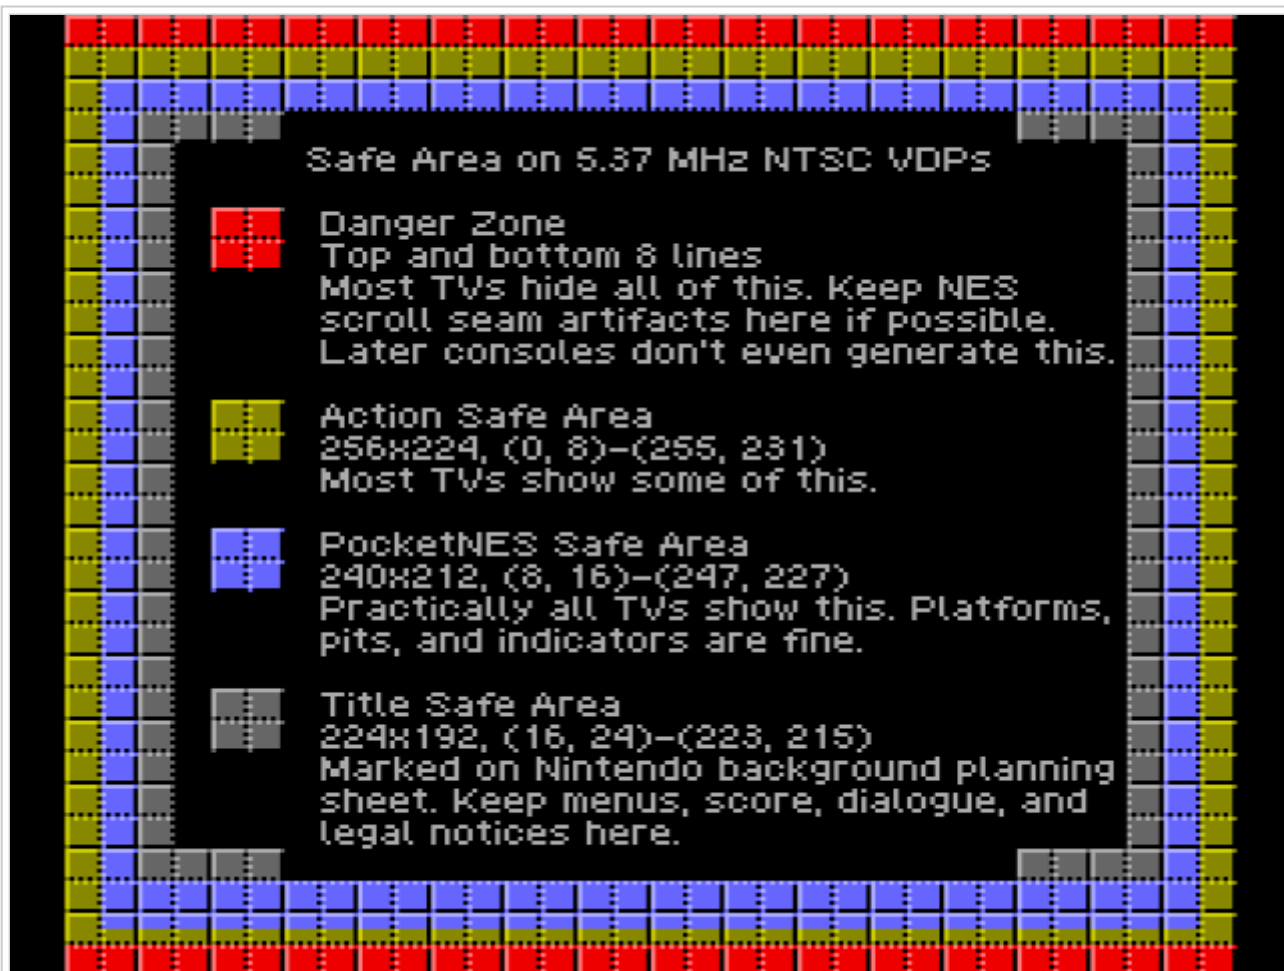 Safe Area on 5.37 MHz NTSC VDPs
Danger Zone
Top and bottom 8 lines
Most TVs hide all of this. Keep NES
scroll seam artifacts here if possible.
Later consoles don't even generate this.
Action Safe Area
256x224, (0, 8)-(255, 231)
Most TVs show some of this.
PocketNES Safe Area
240x212, (8, 16)-(247, 227)
Practically all TVs show this. Platforms,
pits, and indicators are fine.
Title Safe Area
224x192, (16, 24)-(223, 215)
Marked on Nintendo background planning
sheet. Keep menus, score, dialogue, and
legal notices here.